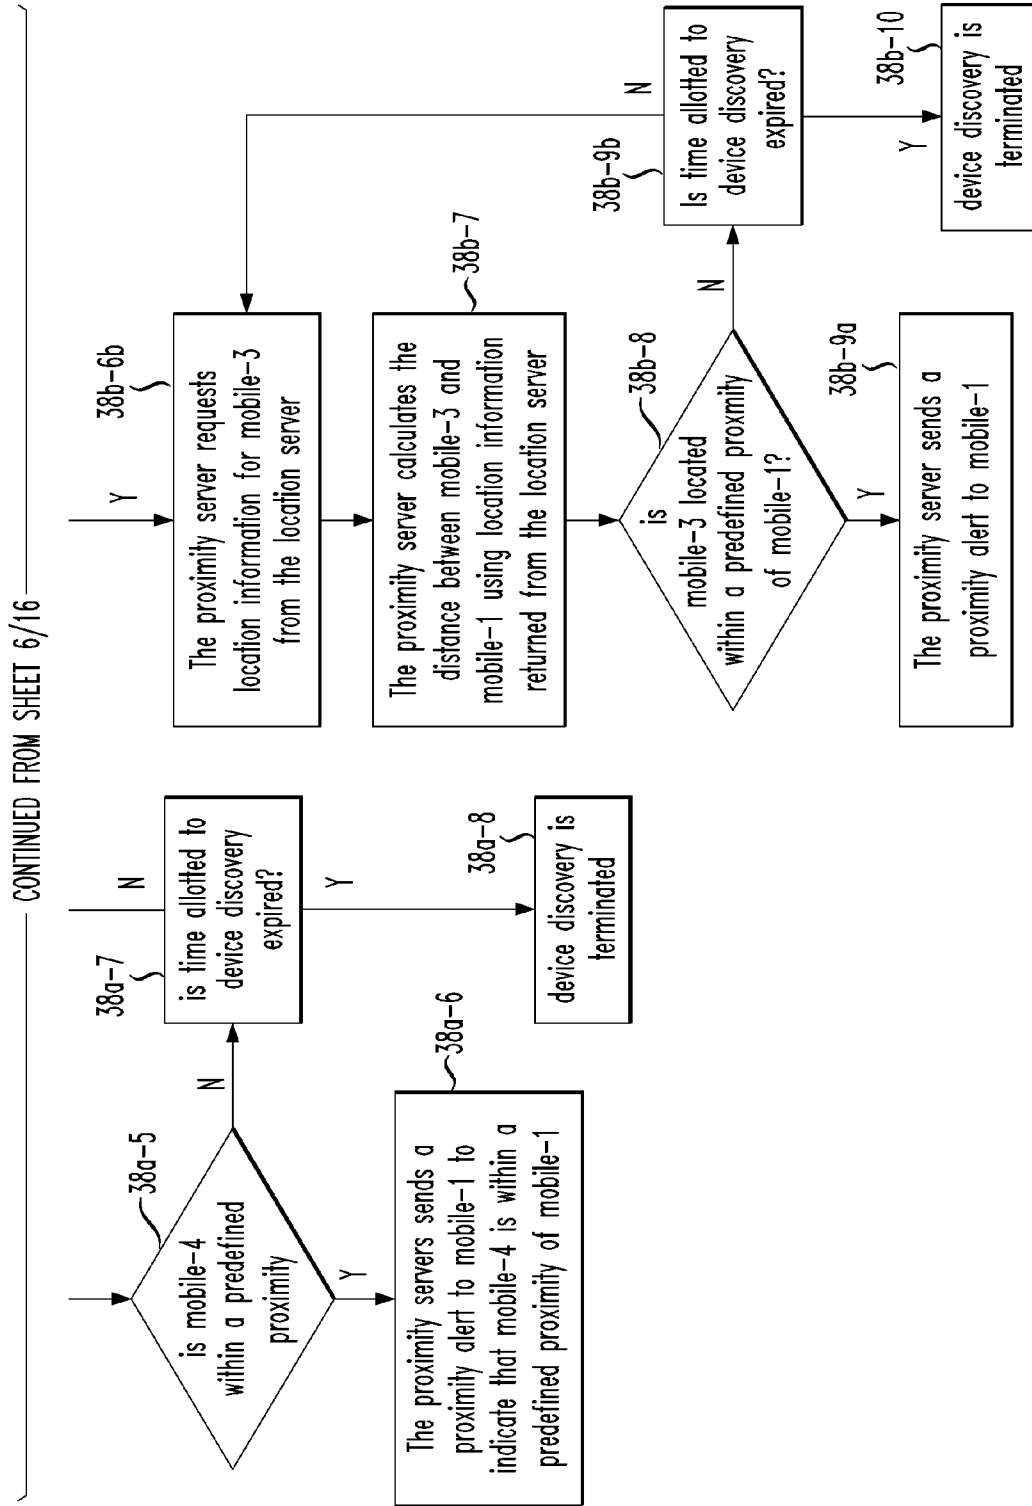 CONTINUED FROM SHEET 6/16
38a-5
is mobile-4
within a predefined
proximity
N
Y
38a-6
The proximity servers sends a
proximity alert to mobile-1 to
indicate that mobile-4 is within a
predefined proximity of mobile-1
38a-7
N
is time allotted to
device discovery
expired?
Y
38a-8
device discovery is
terminated
Y
38b-6b
The proximity server requests
location information for mobile-3
from the location server
38b-7
The proximity server calculates the
distance between mobile-3 and
mobile-1 using location information
returned from the location server
38b-8
is
mobile-3 located
within a predefined proxmity
of mobile-1?
N
Y
38b-9a
The proximity server sends a
proximity alert to mobile-1
38b-9b
N
Is time allotted to
device discovery
expired?
Y
38b-10
device discovery is
terminated